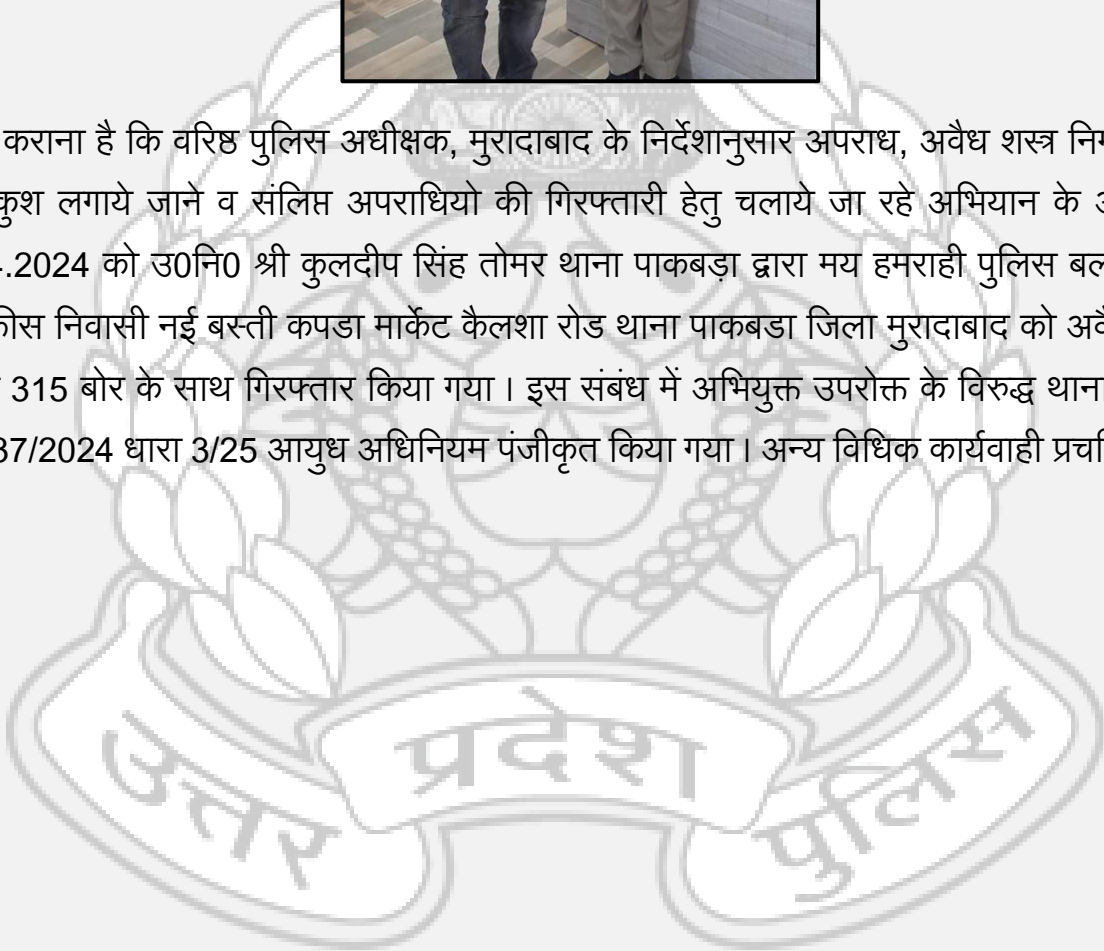 कराना है कि वरिष्ठ पुलिस अधीक्षक, मुरादाबाद के निर्देशानुसार अपराध, अवैध शस्त्र
लगाये जाने व संलिप्त अपराधियो की गिरफ्तारी हेतु चलाये जा रहे अभियान के
.2024 को उ0नि0 श्री कुलदीप सिंह तोमर थाना पाकबड़ा द्वारा मय हमराही पुलिस बल
निवासी नई बस्ती कपडा मार्केट कैलशा रोड थाना पाकबडा जिला मुरादाबाद को
315 बोर के साथ गिरफ्तार किया गया । इस संबंध में अभियुक्त उपरोक्त के विरुद्ध थाना
37/2024 धारा 3/25 आयुध अधिनियम पंजीकृत किया गया । अन्य विधिक कार्यवाही
उत्तर प्रदेश पुलिस